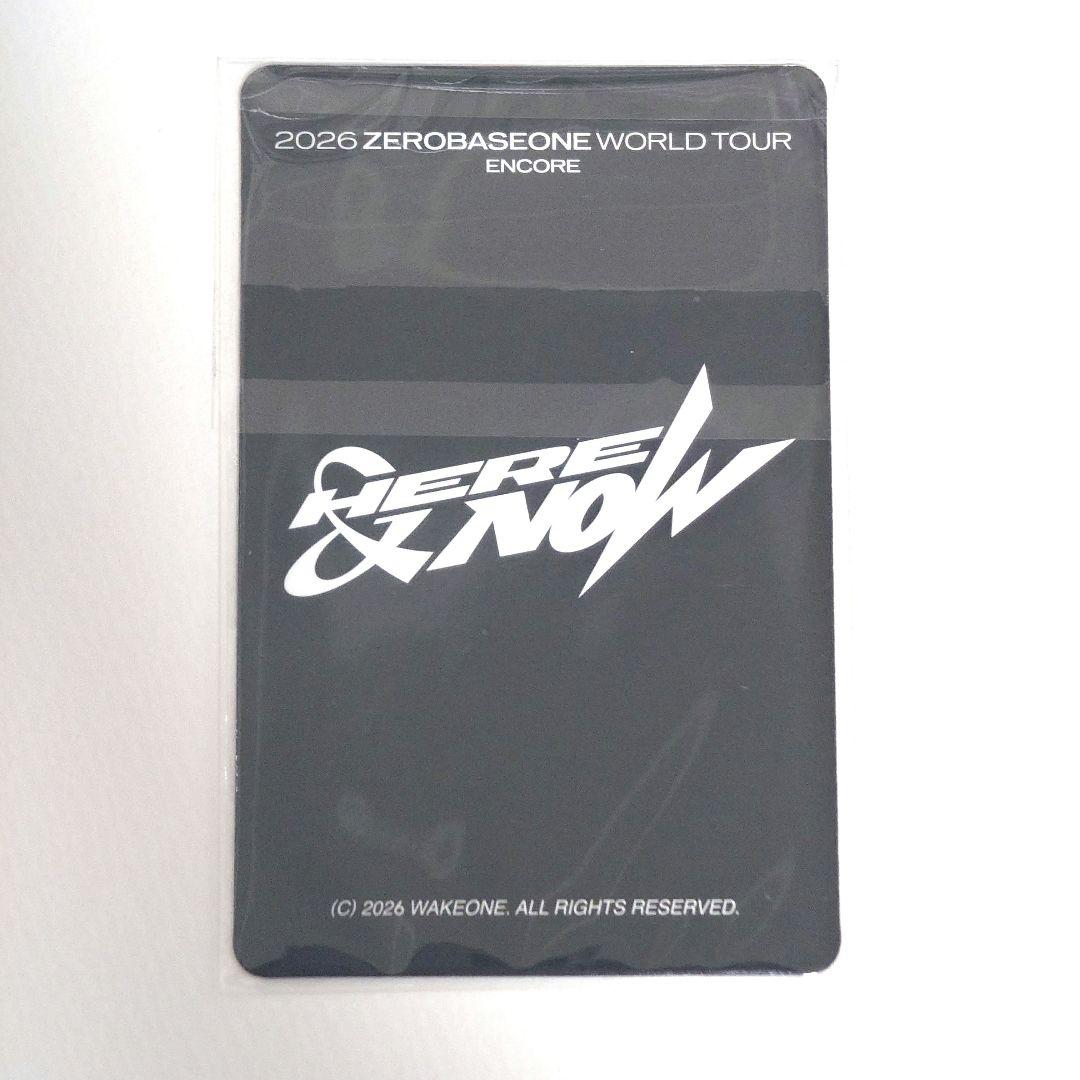 2026 ZEROBASEONE WORLD TOUR
ENCORE
HERE
& NOW
(C) 2026 WAKEONE. ALL RIGHTS RESERVED.